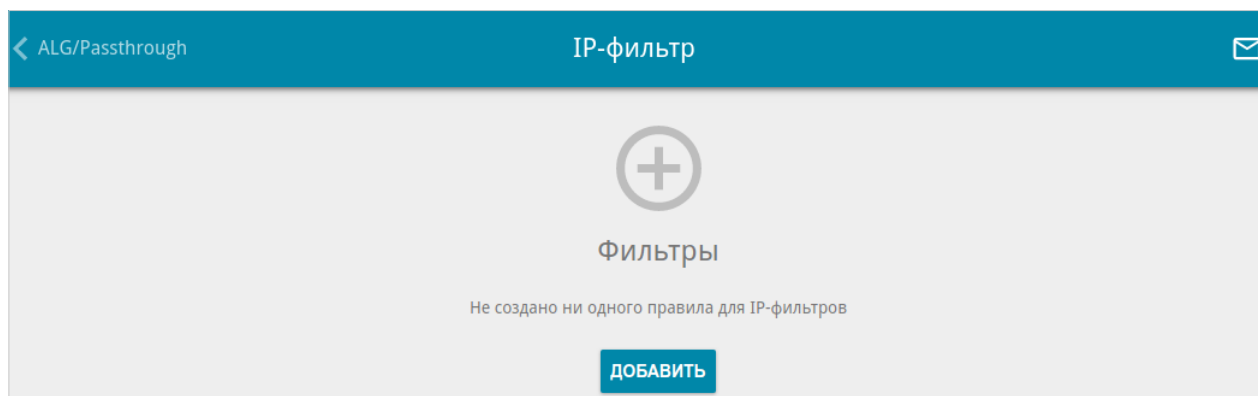 ALG/Passthrough
IP-фильтр
Фильтры
Не создано ни одного правила для IP-фильтров
ДОБАВИТЬ